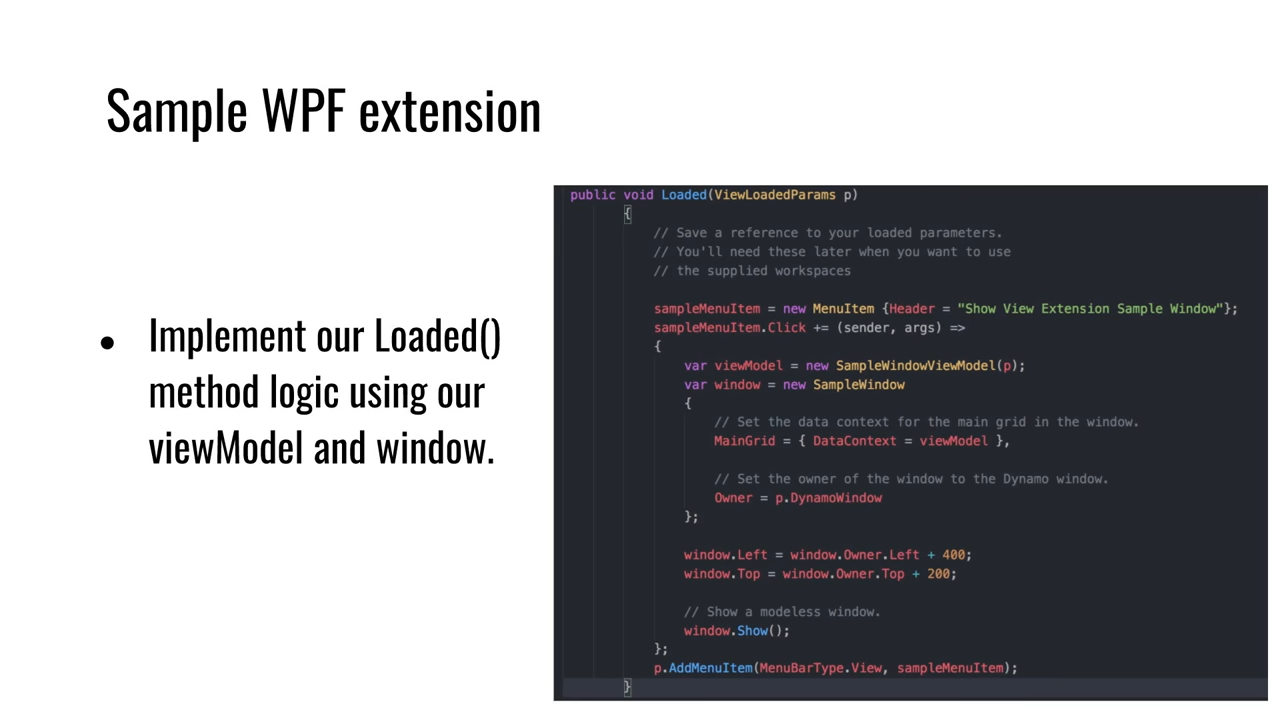 Sample WPF extension
● Implement our Loaded()
method logic using our
viewModel and window.
public void Loaded(ViewLoadedParams p)
{
// Save a reference to your loaded parameters.
// You'll need these later when you want to use
// the supplied workspaces
sampleMenuItem = new MenuItem {Header = "Show View Extension Sample Window"};
sampleMenuItem.Click += (sender, args) =>
{
var viewModel = new SampleWindowViewModel(p);
var window = new SampleWindow
{
// Set the data context for the main grid in the window.
MainGrid = { DataContext = viewModel },
// Set the owner of the window to the Dynamo window.
Owner = p.DynamoWindow
};
window.Left = window.Owner.Left + 400;
window.Top = window.Owner.Top + 200;
// Show a modeless window.
window.Show();
};
p.AddMenuItem(MenuBarType.View, sampleMenuItem);
}